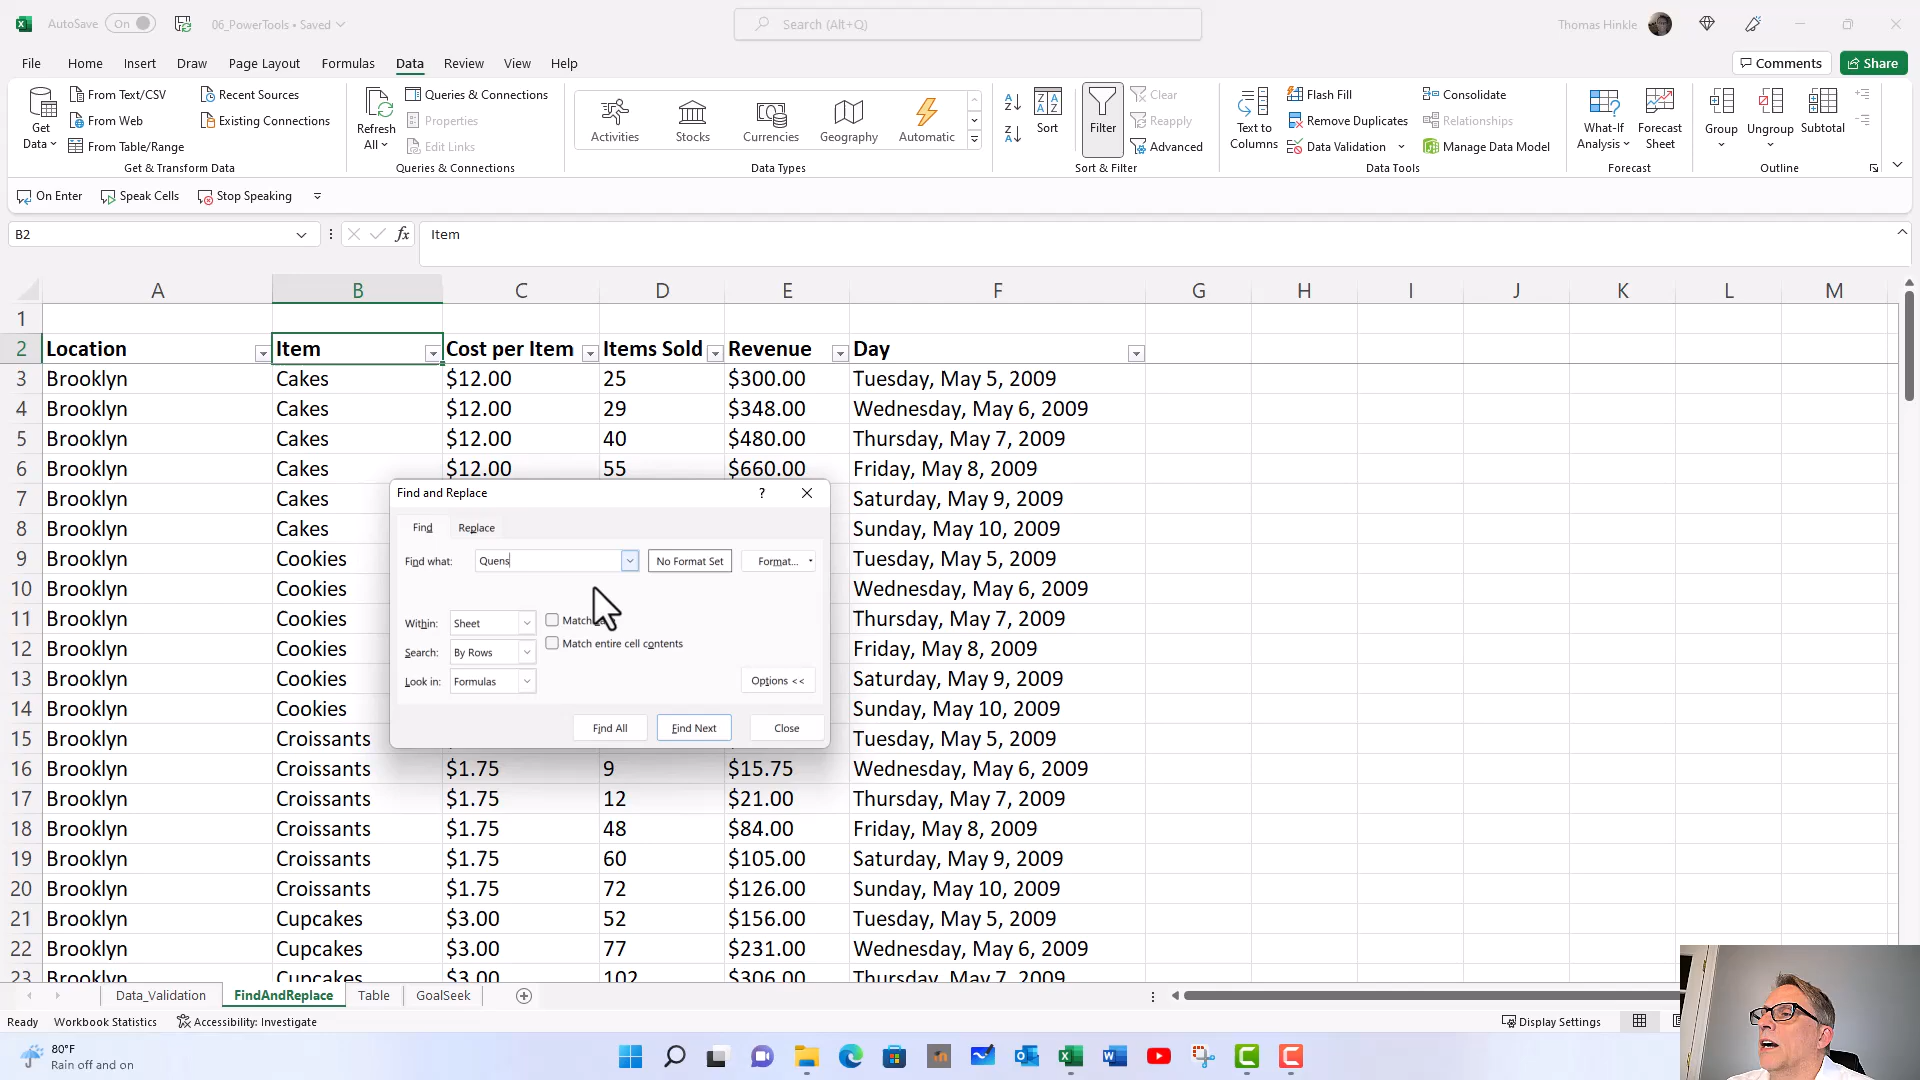 AutoSave On 06_PowerTools • Saved Search (Alt+Q) Thomas Hinkle
File Home Insert Draw Page Layout Formulas Data Review View Help Comments Share
Get Data From Text/CSV From Web From Table/Range Recent Sources Existing Connections
Get & Transform Data
Refresh All Queries & Connections Properties Edit Links
Queries & Connections
Activities Stocks Currencies Geography Automatic
Data Types
Sort Filter Clear Reapply Advanced
Sort & Filter
Text to Columns Flash Fill Remove Duplicates Data Validation Consolidate Relationships Manage Data Model
Data Tools
What-If Analysis Forecast Sheet
Forecast
Group Ungroup Subtotal
Outline
On Enter Speak Cells Stop Speaking
B2 fx Item
A B C D E F G H I J K L M
1
2 Location Item Cost per Item Items Sold Revenue Day
3 Brooklyn Cakes $12.00 25 $300.00 Tuesday, May 5, 2009
4 Brooklyn Cakes $12.00 29 $348.00 Wednesday, May 6, 2009
5 Brooklyn Cakes $12.00 40 $480.00 Thursday, May 7, 2009
6 Brooklyn Cakes $12.00 55 $660.00 Friday, May 8, 2009
7 Brooklyn Cakes Saturday, May 9, 2009
8 Brooklyn Cakes Sunday, May 10, 2009
9 Brooklyn Cookies Tuesday, May 5, 2009
10 Brooklyn Cookies Wednesday, May 6, 2009
11 Brooklyn Cookies Thursday, May 7, 2009
12 Brooklyn Cookies Friday, May 8, 2009
13 Brooklyn Cookies Saturday, May 9, 2009
14 Brooklyn Cookies Sunday, May 10, 2009
15 Brooklyn Croissants Tuesday, May 5, 2009
16 Brooklyn Croissants $1.75 9 $15.75 Wednesday, May 6, 2009
17 Brooklyn Croissants $1.75 12 $21.00 Thursday, May 7, 2009
18 Brooklyn Croissants $1.75 48 $84.00 Friday, May 8, 2009
19 Brooklyn Croissants $1.75 60 $105.00 Saturday, May 9, 2009
20 Brooklyn Croissants $1.75 72 $126.00 Sunday, May 10, 2009
21 Brooklyn Cupcakes $3.00 52 $156.00 Tuesday, May 5, 2009
22 Brooklyn Cupcakes $3.00 77 $231.00 Wednesday, May 6, 2009
23 Brooklyn Cupcakes $3.00 102 $306.00 Thursday, May 7, 2009
Find and Replace ?
Find Replace
Find what: Quens No Format Set Format...
Within: Sheet Match
Search: By Rows Match entire cell contents
Look in: Formulas Options <<
Find All Find Next Close
Data_Validation FindAndReplace Table GoalSeek
Ready Workbook Statistics Accessibility: Investigate Display Settings
80°F
Rain off and on